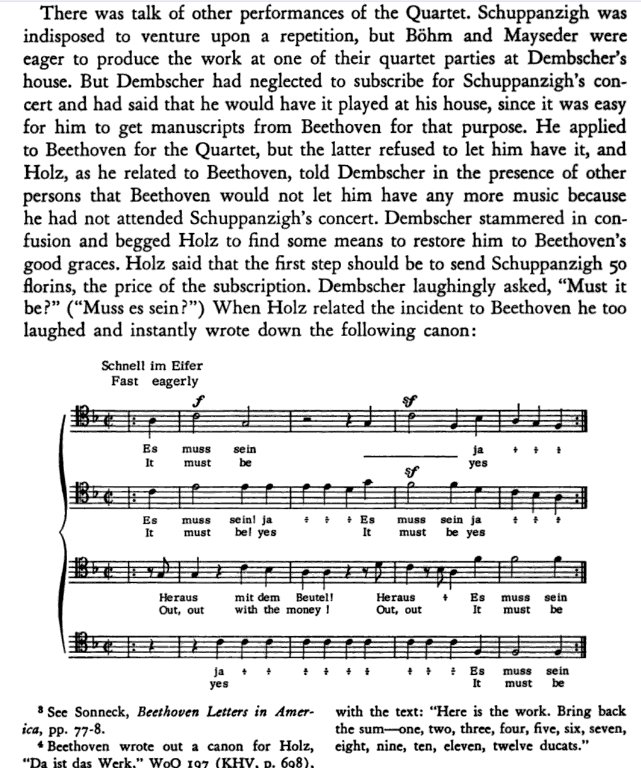 There was talk of other performances of the Quartet. Schuppanzigh was
indisposed to venture upon a repetition, but Böhm and Mayseder were
eager to produce the work at one of their quartet parties at Dembscher's
house. But Dembscher had neglected to subscribe for Schuppanzigh's con-
cert and had said that he would have it played at his house, since it was easy
for him to get manuscripts from Beethoven for that purpose. He applied
to Beethoven for the Quartet, but the latter refused to let him have it, and
Holz, as he related to Beethoven, told Dembscher in the presence of other
persons that Beethoven would not let him have any more music because
he had not attended Schuppanzigh's concert. Dembscher stammered in con-
fusion and begged Holz to find some means to restore him to Beethoven's
good graces. Holz said that the first step should be to send Schuppanzigh 50
florins, the price of the subscription. Dembscher laughingly asked, “Must it
be?” (“Muss es sein?”) When Holz related the incident to Beethoven he too
laughed and instantly wrote down the following canon:
Schnell im Eifer
Fast eagerly
f sf
Es muss sein ja
It must be yes
sf
Es muss sein! ja Es muss sein ja
It must be! yes It must be yes
Heraus mit dem Beutel! Heraus Es muss sein
Out, out with the money ! Out, out It must be
ja Es muss sein
yes It must be
3 See Sonneck, Beethoven Letters in Amer-
ica, pp. 77-8.
4 Beethoven wrote out a canon for Holz,
“Da ist das Werk,” WoO 197 (KHV, p. 698),
with the text: “Here is the work. Bring back
the sum—one, two, three, four, five, six, seven,
eight, nine, ten, eleven, twelve ducats.”